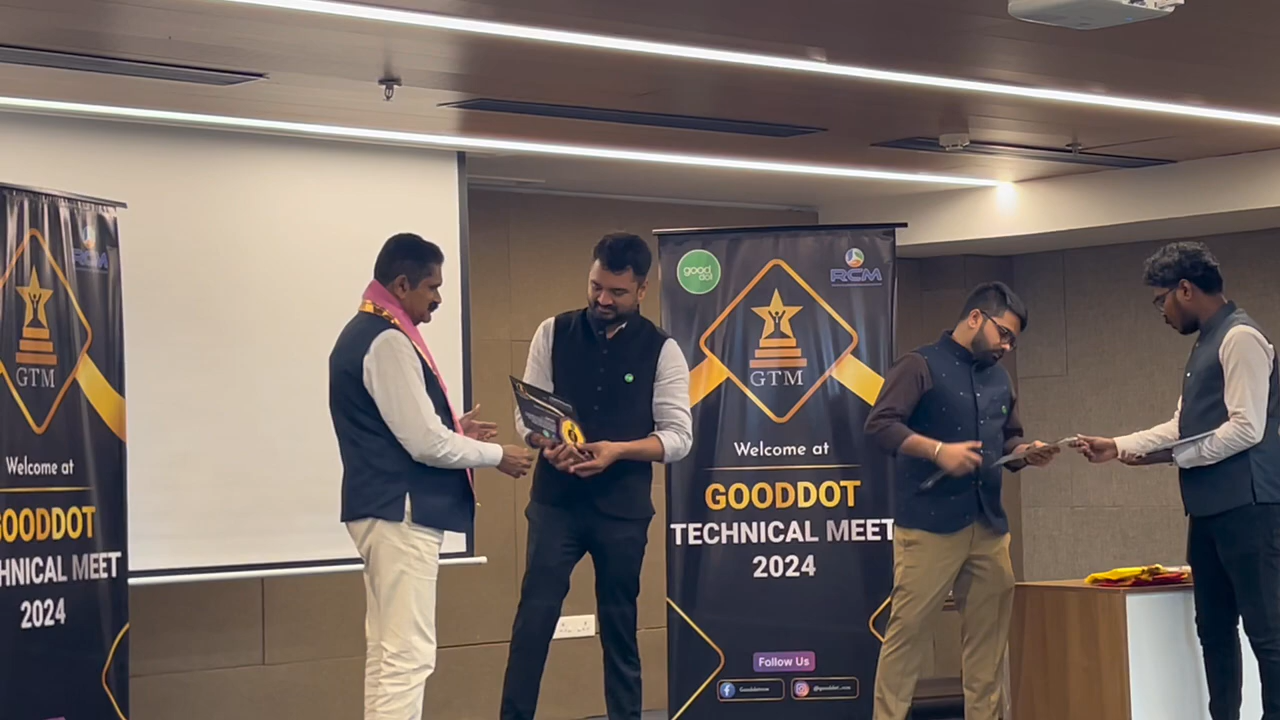 RCM
GTM
Welcome at
GOODDOT
HNICAL MEET
2024
good
dot
RCM
GTM
Welcome at
GOODDOT
TECHNICAL MEET
2024
Follow Us